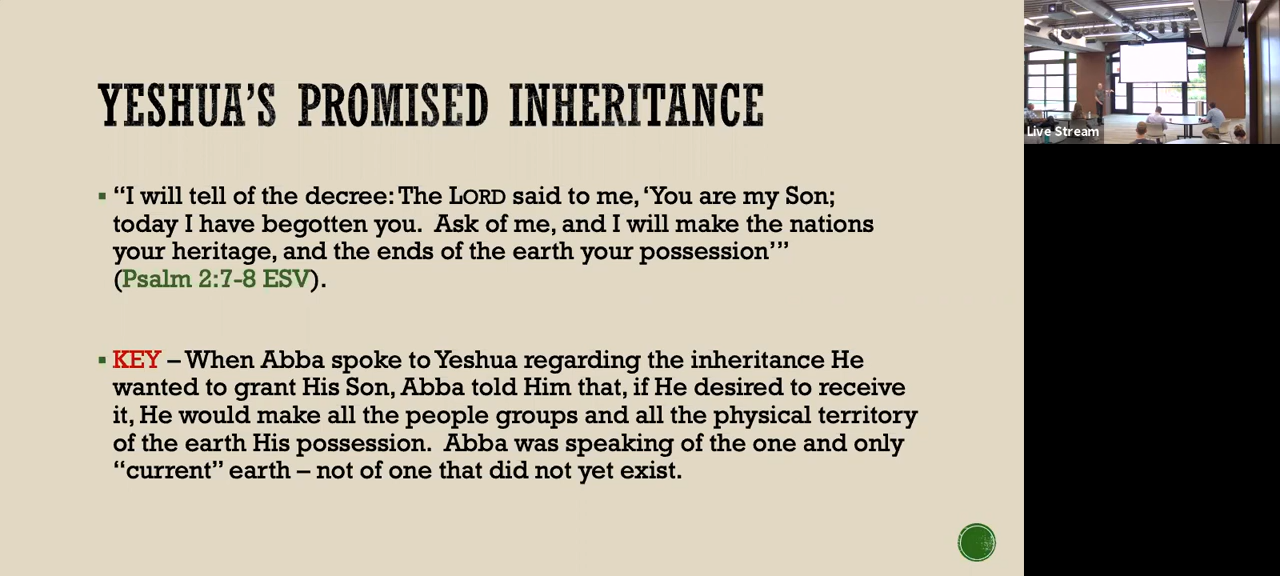 YESHUA'S PROMISED INHERITANCE
▪ “I will tell of the decree: The LORD said to me, ‘You are my Son;
today I have begotten you.  Ask of me, and I will make the nations
your heritage, and the ends of the earth your possession’”
(Psalm 2:7-8 ESV).
▪ KEY – When Abba spoke to Yeshua regarding the inheritance He
wanted to grant His Son, Abba told Him that, if He desired to receive
it, He would make all the people groups and all the physical territory
of the earth His possession.  Abba was speaking of the one and only
“current” earth – not of one that did not yet exist.
Live Stream